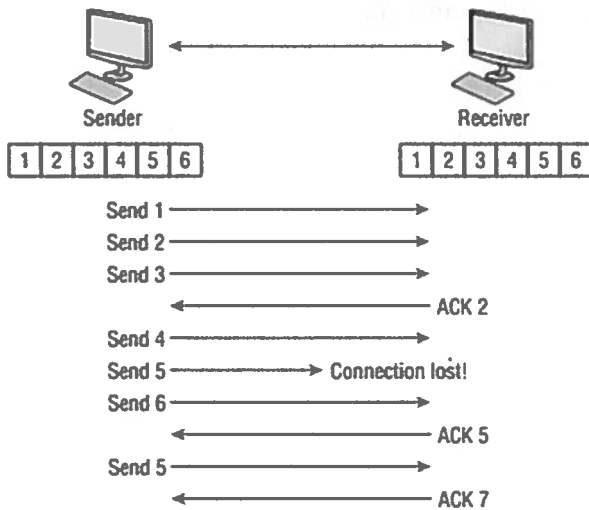 Sender Receiver
1 2 3 4 5 6 1 2 3 4 5 6
Send 1
Send 2
Send 3
ACK 2
Send 4
Send 5 Connection lost!
Send 6
ACK 5
Send 5
ACK 7